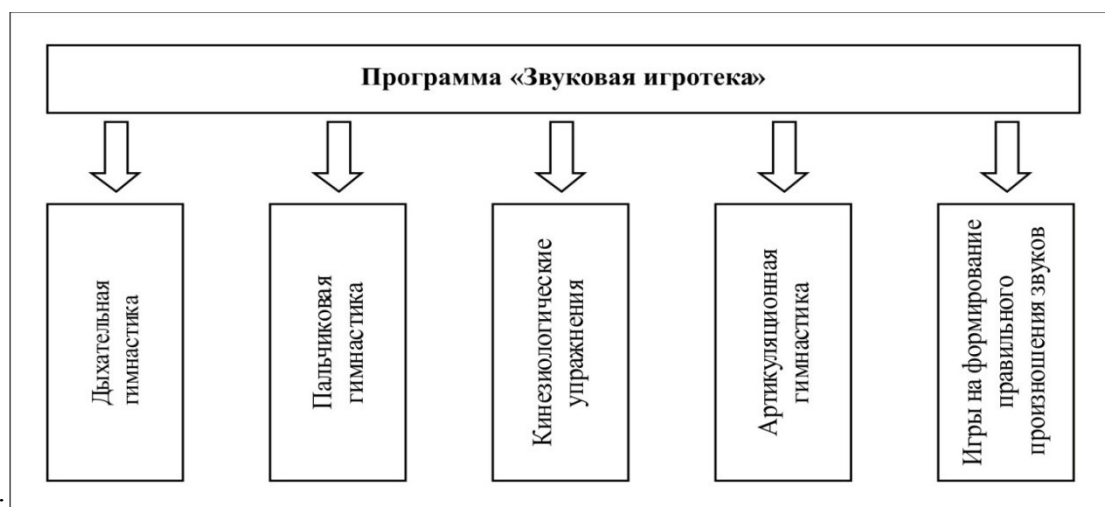 Программа «Звуковая игротека»
Дыхательная
гимнастика
Пальчиковая
гимнастика
Кинезиологические
упражнения
Артикуляционная
гимнастика
Игры на формирование
правильного
произношения звуков
.